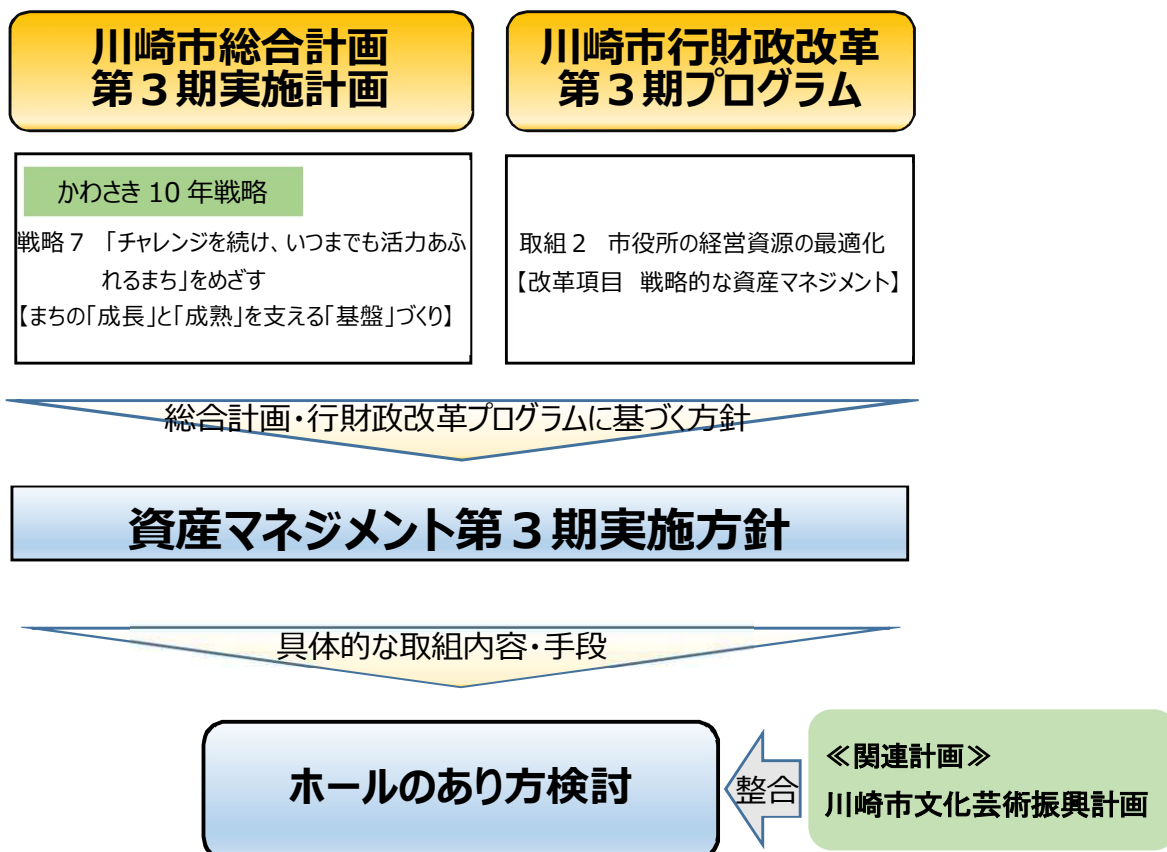 川崎市総合計画
第３期実施計画
川崎市行財政改革
第３期プログラム
かわさき 10 年戦略
戦略７　「チャレンジを続け、いつまでも活力あふ
れるまち」をめざす
【まちの「成長」と「成熟」を支える「基盤」づくり】
取組２　市役所の経営資源の最適化
【改革項目　戦略的な資産マネジメント】
総合計画・行財政改革プログラムに基づく方針
資産マネジメント第３期実施方針
具体的な取組内容・手段
ホールのあり方検討
整合
≪関連計画≫
川崎市文化芸術振興計画